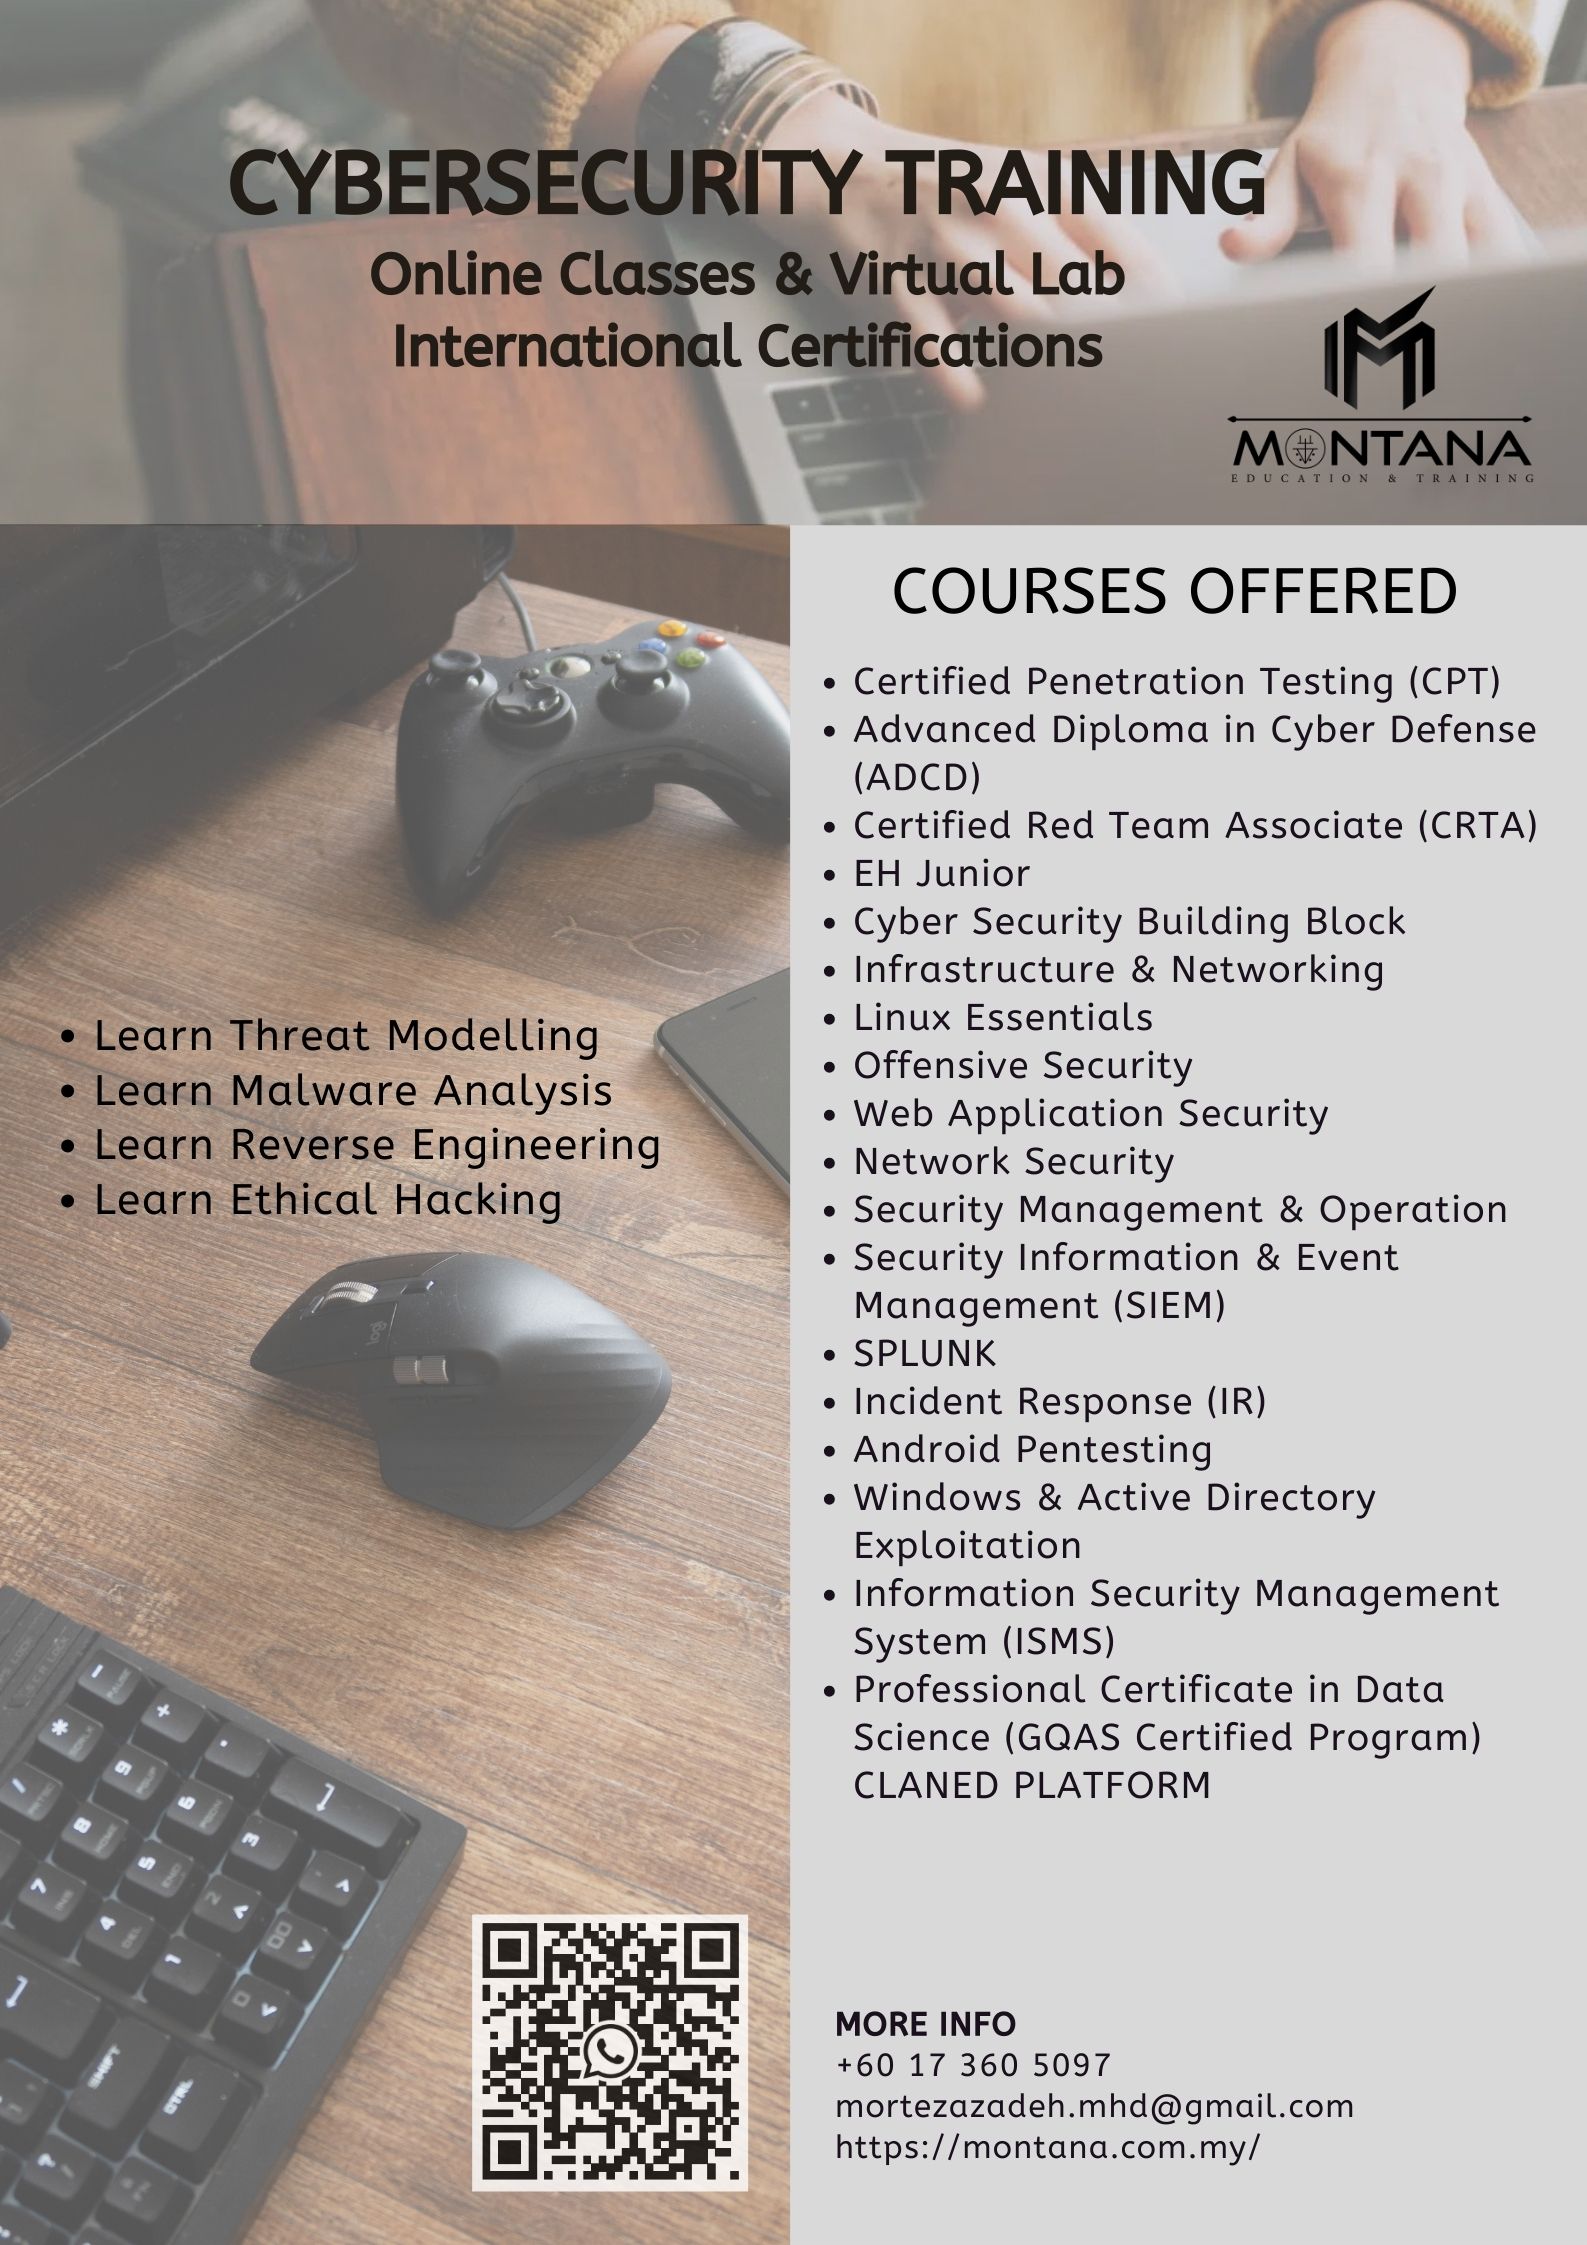 CYBERSECURITY TRAINING
Online Classes & Virtual Lab
International Certifications
MONTANA
EDUCATION & TRAINING
COURSES OFFERED
• Certified Penetration Testing (CPT)
• Advanced Diploma in Cyber Defense
(ADCD)
• Certified Red Team Associate (CRTA)
• EH Junior
• Cyber Security Building Block
• Infrastructure & Networking
• Linux Essentials
• Offensive Security
• Web Application Security
• Network Security
• Security Management & Operation
• Security Information & Event
Management (SIEM)
• SPLUNK
• Incident Response (IR)
• Android Pentesting
• Windows & Active Directory
Exploitation
• Information Security Management
System (ISMS)
• Professional Certificate in Data
Science (GQAS Certified Program)
CLANED PLATFORM
• Learn Threat Modelling
• Learn Malware Analysis
• Learn Reverse Engineering
• Learn Ethical Hacking
logi
SHIFT
CTRL
MORE INFO
+60 17 360 5097
mortezazadeh.mhd@gmail.com
https://montana.com.my/